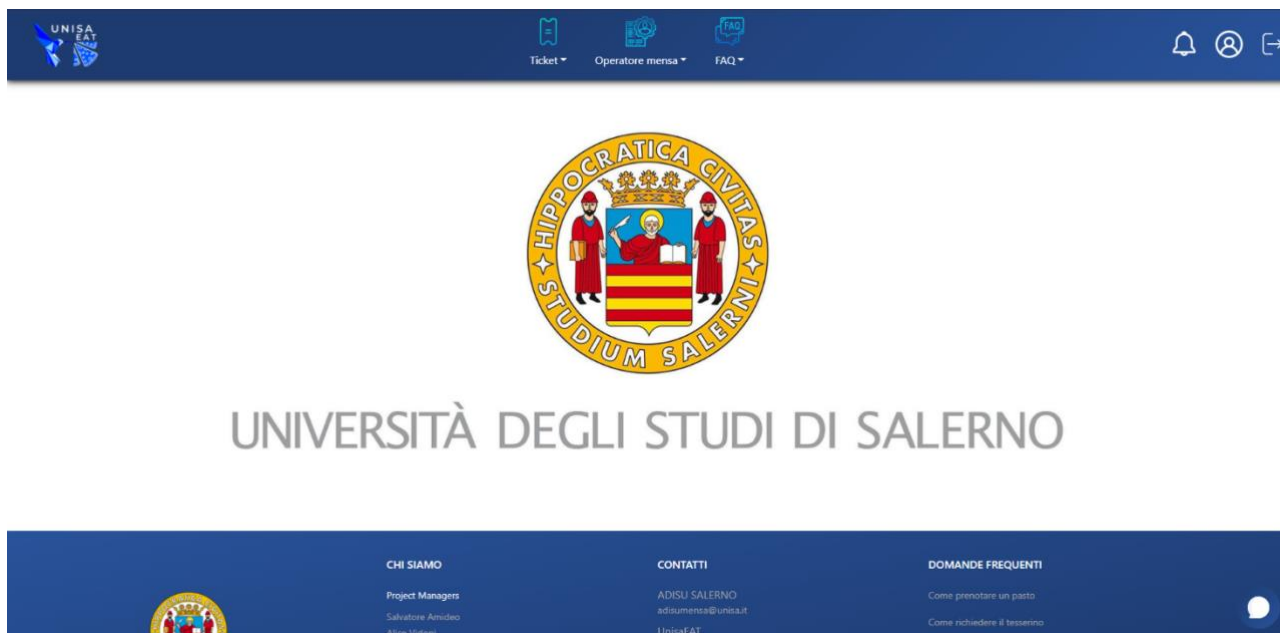 UNISA
EAT
FAQ
Ticket
Operatore mensa
FAQ
HIPPOCRATICA CIVITAS
STUDIUM SALERNI
UNIVERSITÀ DEGLI STUDI DI SALERNO
CHI SIAMO
Project Managers
Salvatore Amideo
CONTATTI
ADISU SALERNO
adisumensa@unisa.it
UnisaEAT
DOMANDE FREQUENTI
Come prenotare un pasto
Come richiedere il tesserino